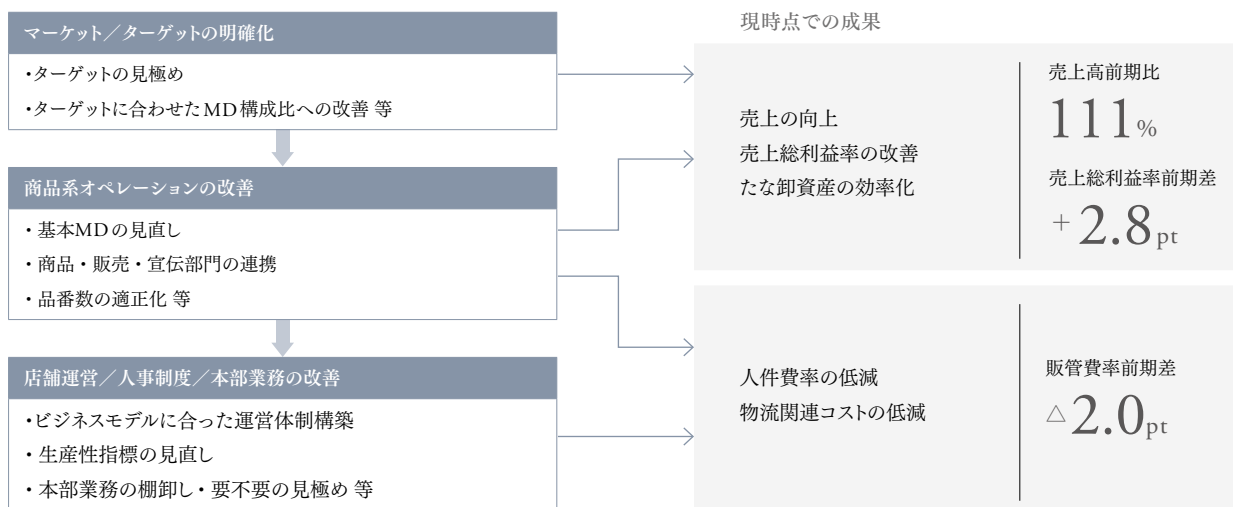 マーケット／ターゲットの明確化
・ターゲットの見極め
・ターゲットに合わせたMD構成比への改善 等
商品系オペレーションの改善
・基本MDの見直し
・商品・販売・宣伝部門の連携
・品番数の適正化 等
店舗運営／人事制度／本部業務の改善
・ビジネスモデルに合った運営体制構築
・生産性指標の見直し
・本部業務の棚卸し・要不要の見極め 等
現時点での成果
売上の向上
売上総利益率の改善
たな卸資産の効率化
売上高前期比
111%
売上総利益率前期差
+2.8pt
人件費率の低減
物流関連コストの低減
販管費率前期差
△2.0pt